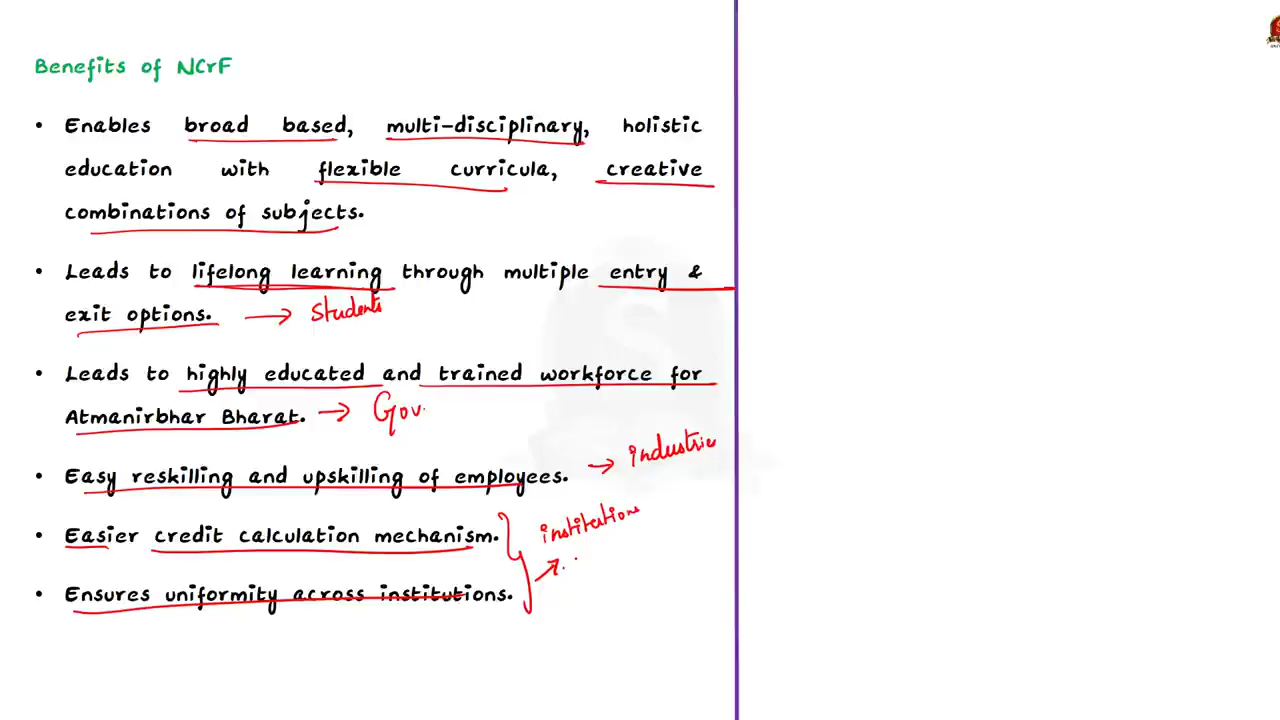 Benefits of NCrF
• Enables broad based, multi-disciplinary, holistic
education with flexible curricula, creative
combinations of subjects.
• Leads to lifelong learning through multiple entry &
exit options. → Students
• Leads to highly educated and trained workforce for
Atmanirbhar Bharat. → Gov.
• Easy reskilling and upskilling of employees. → industries
• Easier credit calculation mechanism. institutions
• Ensures uniformity across institutions.